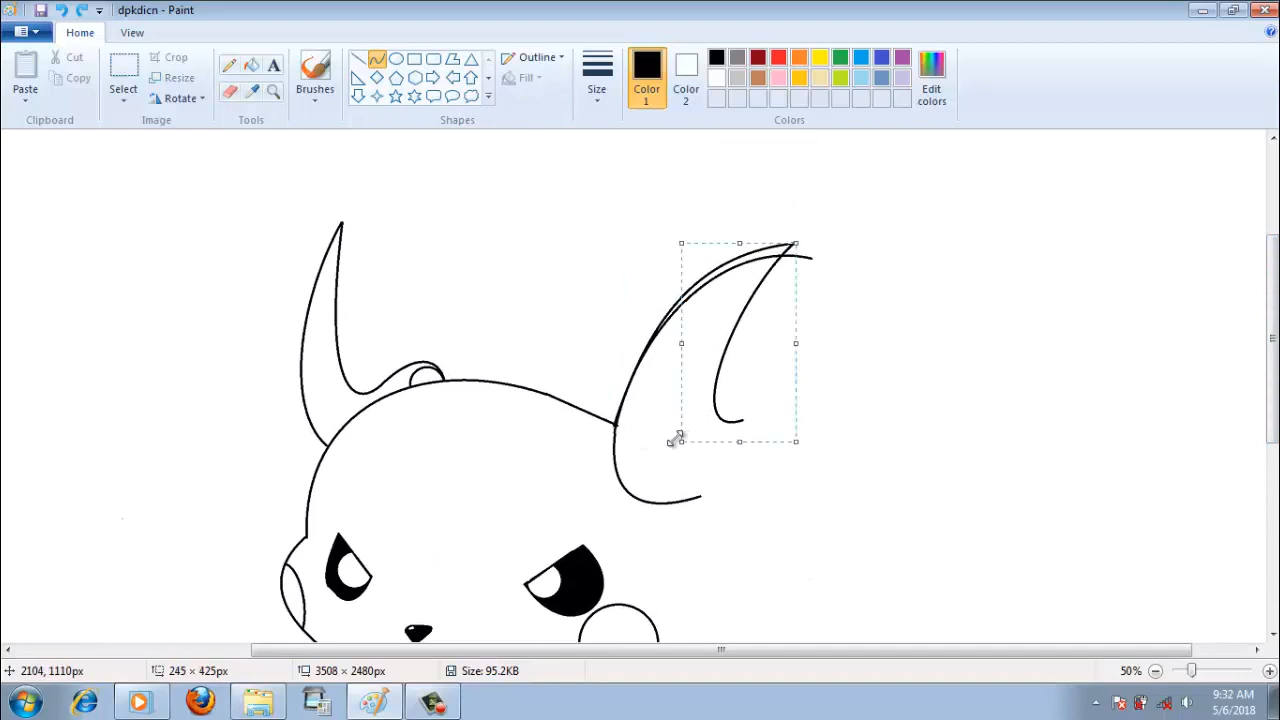 dpkdicn - Paint
Home View
Paste
Cut
Copy
Clipboard
Select
Crop
Resize
Rotate
Image
A
Tools
Brushes
Outline
Fill
Shapes
Size
Color 1
Color 2
Edit colors
Colors
2104, 1110px 245 × 425px 3508 × 2480px Size: 95.2KB 50%
9:32 AM
5/6/2018